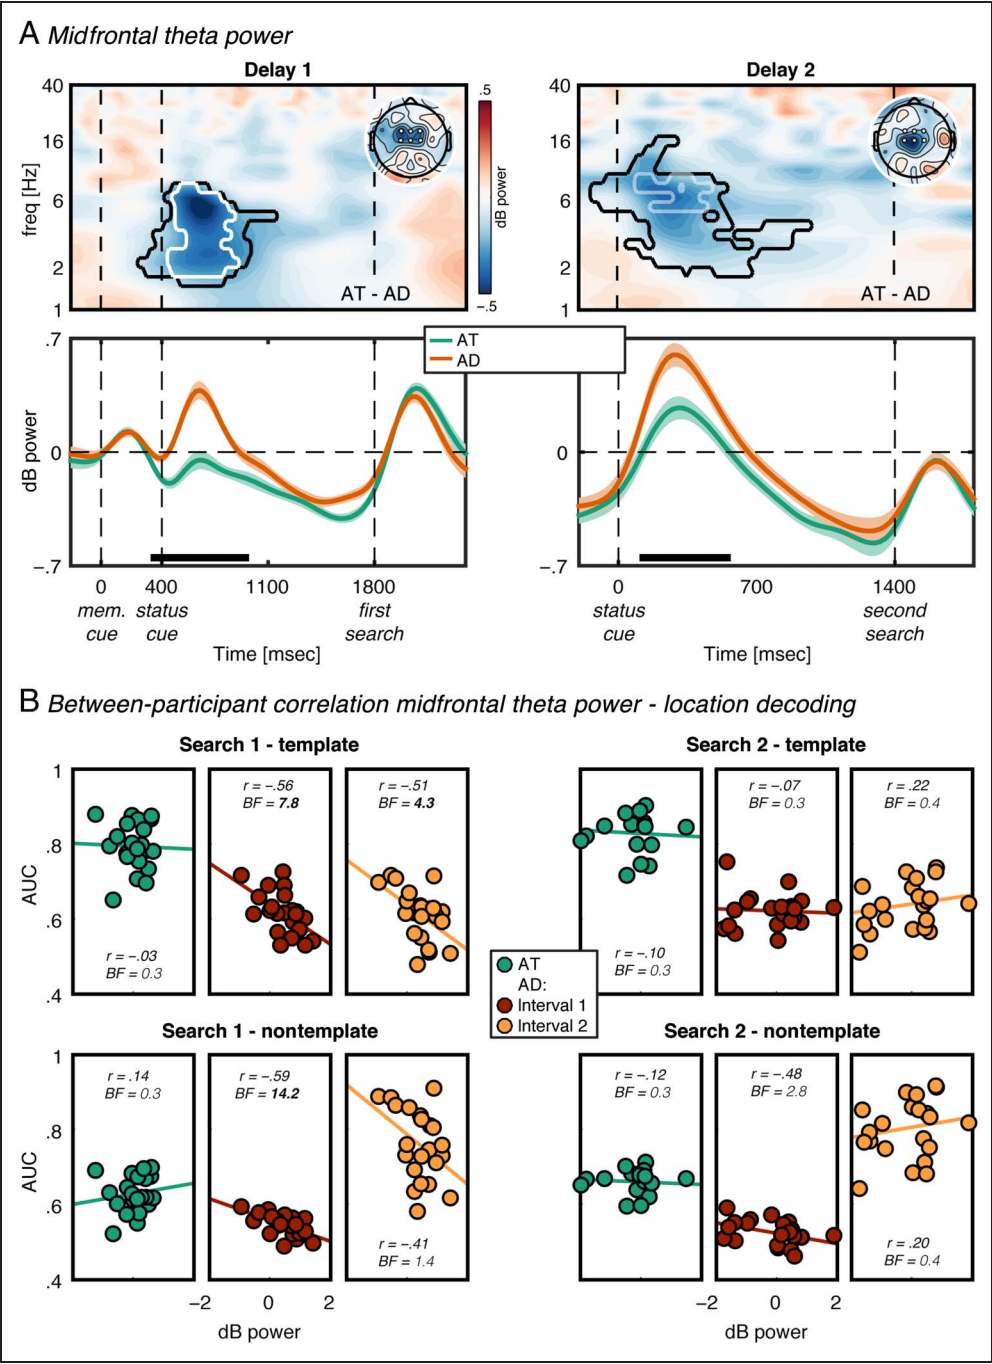 A Midfrontal theta power
Delay 1
Delay 2
40
16
6
2
1
freq [Hz]
.5
dB power
-.5
AT - AD
40
16
6
2
1
AT - AD
AT
AD
.7
0
-.7
dB power
0
-.7
0 400 1100 1800
mem. status first
cue cue search
Time [msec]
0 700 1400
status second
cue search
Time [msec]
B Between-participant correlation midfrontal theta power - location decoding
Search 1 - template
Search 2 - template
1
.8
.6
.4
AUC
r = -.03
BF = 0.3
r = -.56
BF = 7.8
r = -.51
BF = 4.3
r = -.10
BF = 0.3
r = -.07
BF = 0.3
r = .22
BF = 0.4
AT
AD:
Interval 1
Interval 2
Search 1 - nontemplate
Search 2 - nontemplate
1
.8
.6
.4
AUC
r = .14
BF = 0.3
r = -.59
BF = 14.2
r = -.41
BF = 1.4
r = -.12
BF = 0.3
r = -.48
BF = 2.8
r = .20
BF = 0.4
-2 0 2
dB power
-2 0 2
dB power